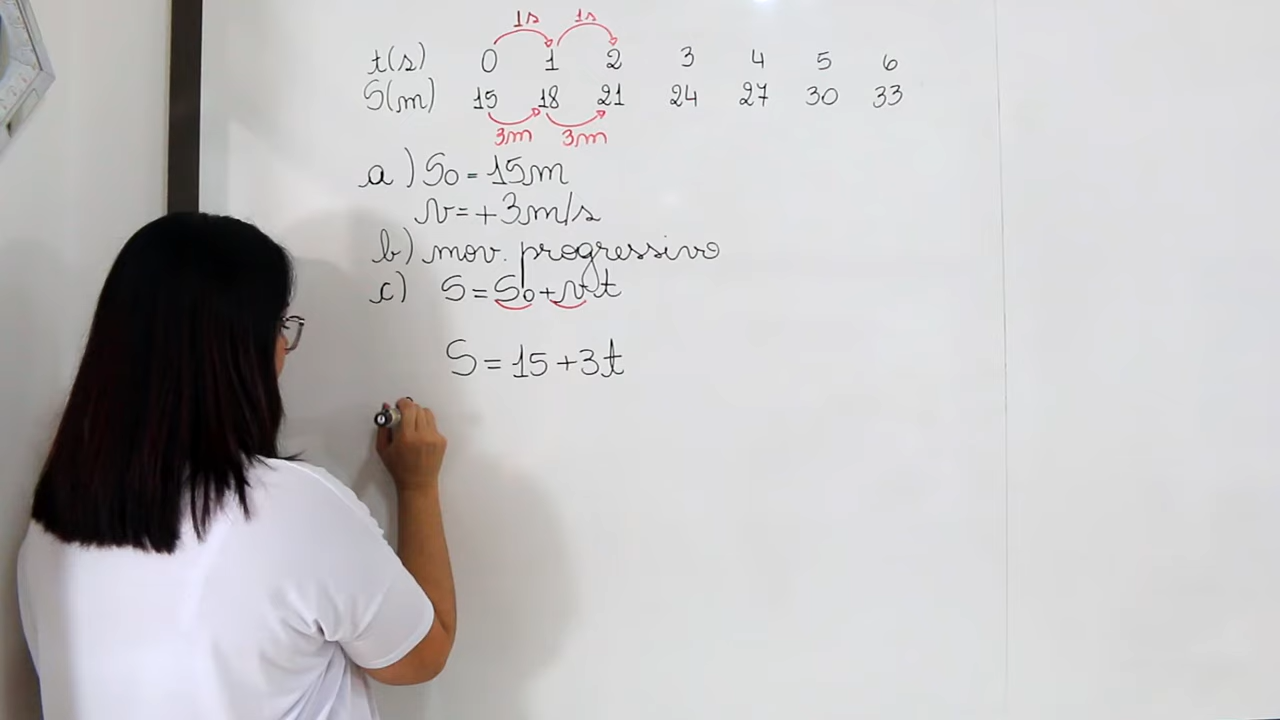 1s 1s
t(s) 0 1 2 3 4 5 6
S(m) 15 18 21 24 27 30 33
3m 3m
a) S₀ = 15m
v = +3m/s
b) mov. progressivo
c) S = S₀ + vt
S = 15 + 3t